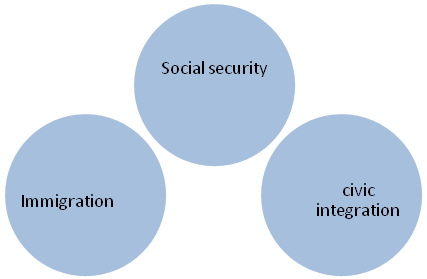 Social security
Immigration
civic
integration